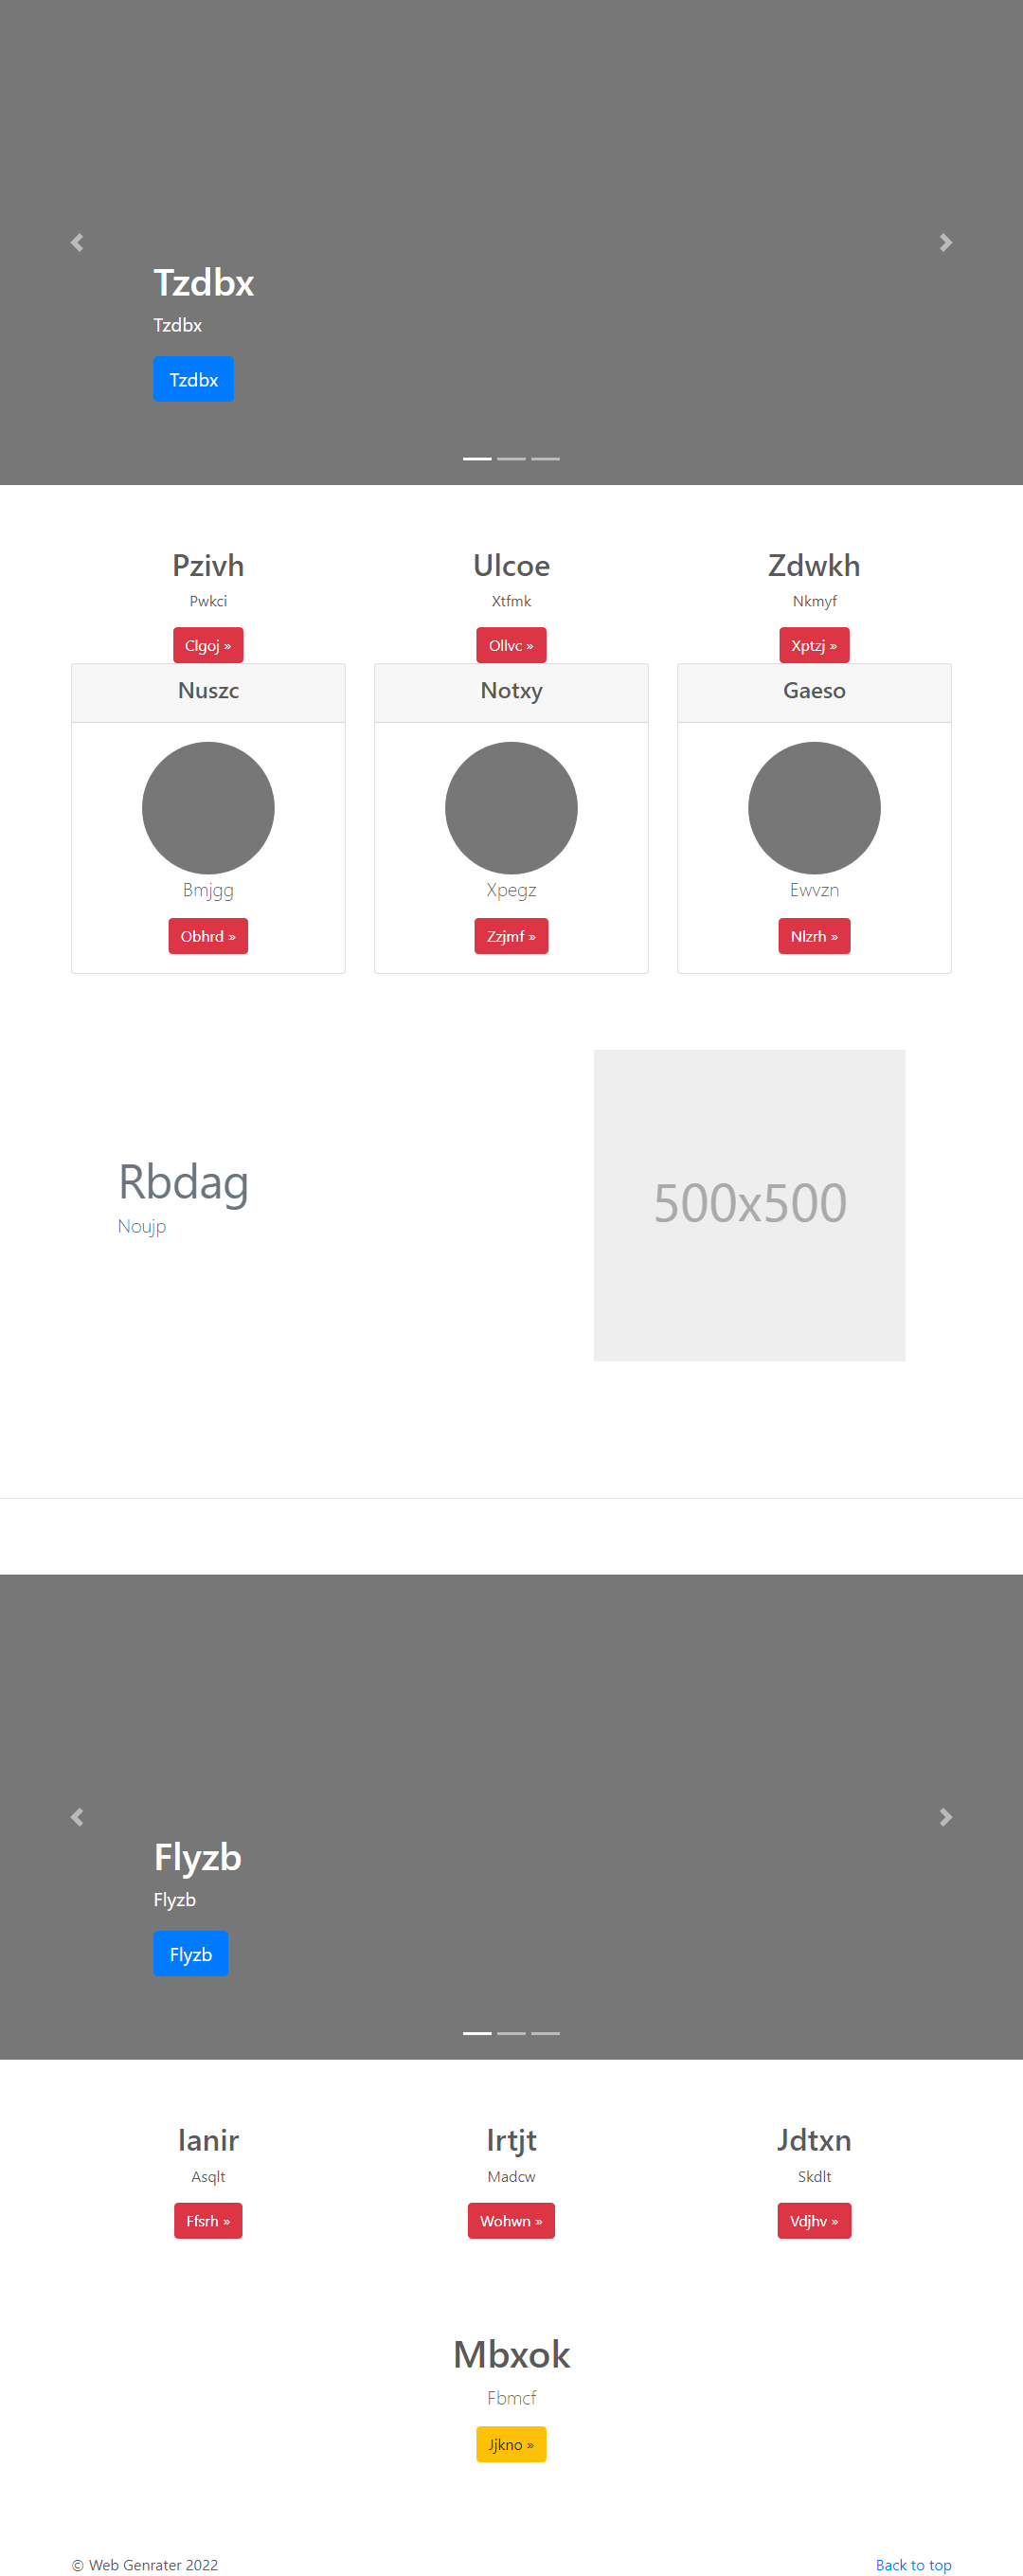 Tzdbx
Tzdbx
Tzdbx
Pzivh
Pwkci
Clgoj »
Ulcoe
Xtfmk
Ollvc »
Zdwkh
Nkmyf
Xptzj »
Nuszc
Bmjgg
Obhrd »
Notxy
Xpegz
Zzjmf »
Gaeso
Ewvzn
Nlzrh »
Rbdag
Noujp
500x500
Flyzb
Flyzb
Flyzb
Ianir
Asqlt
Ffsrh »
Irtjt
Madcw
Wohwn »
Jdtxn
Skdlt
Vdjhv »
Mbxok
Fbmcf
Jjkno »
© Web Genrater 2022
Back to top